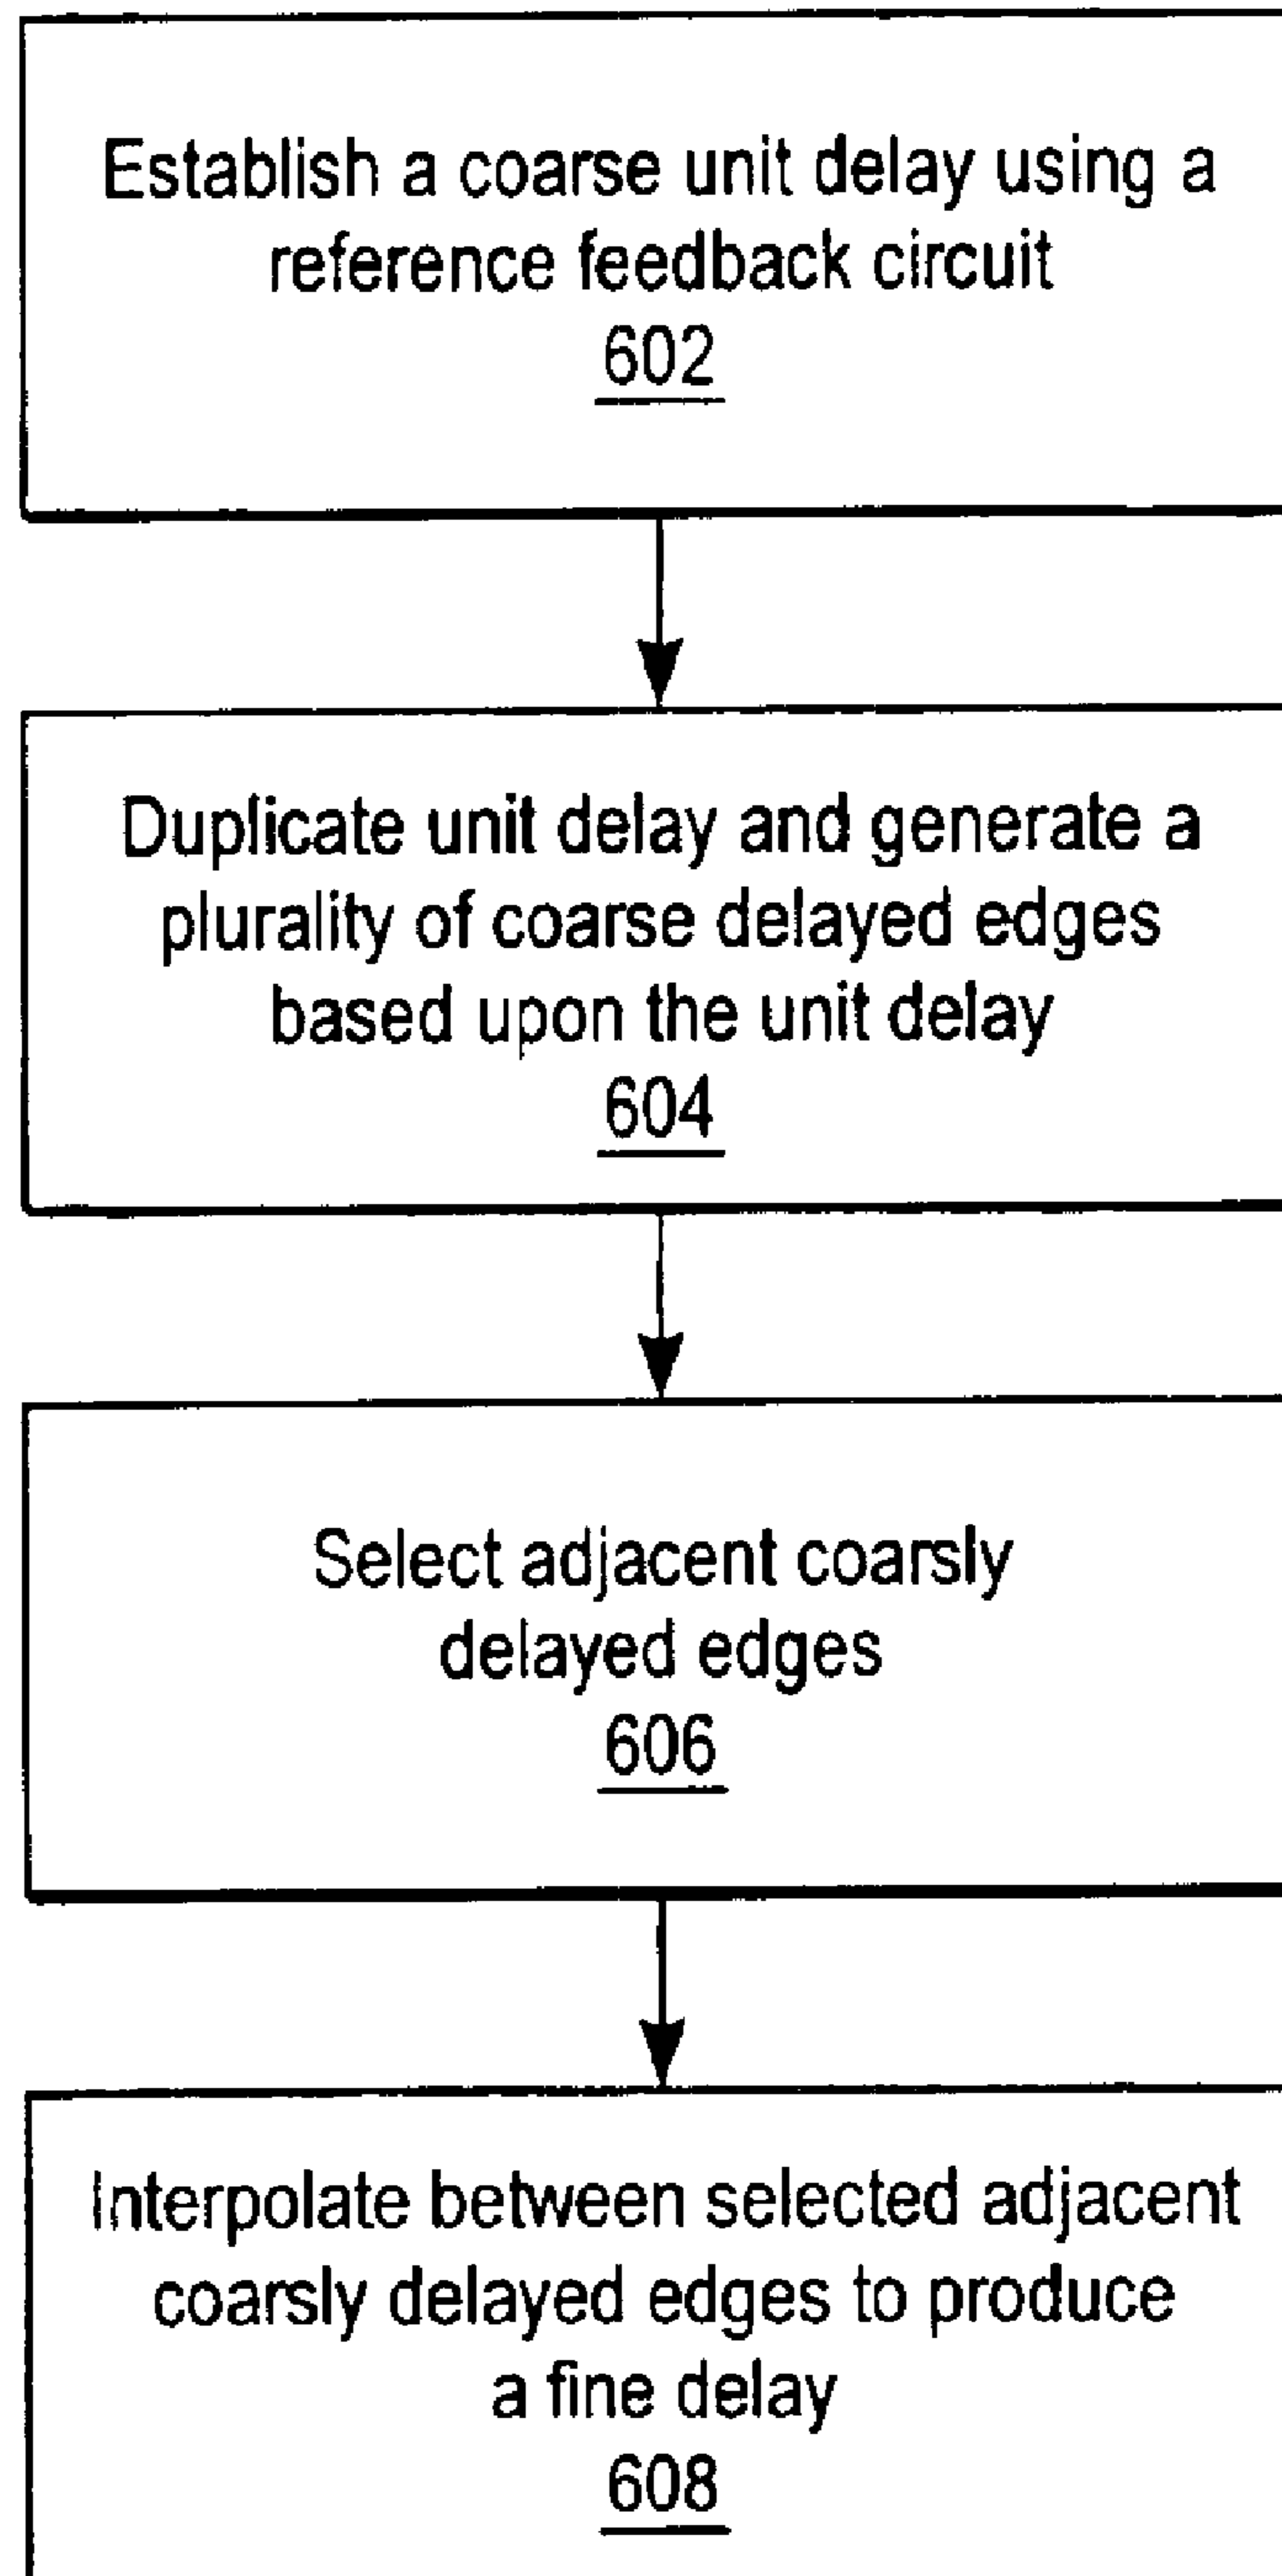 Establish a coarse unit delay using a
reference feedback circuit
602
Duplicate unit delay and generate a
plurality of coarse delayed edges
based upon the unit delay
604
Select adjacent coarsly
delayed edges
606
Interpolate between selected adjacent
coarsly delayed edges to produce
a fine delay
608